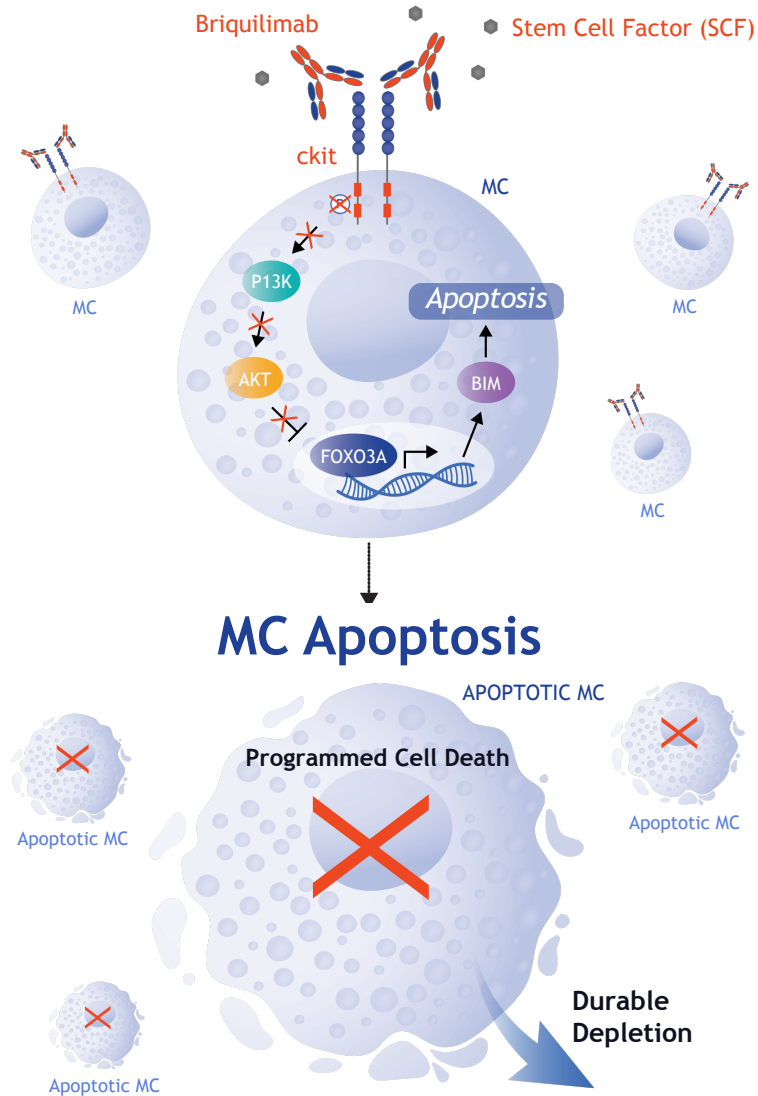 Briquilimab
Stem Cell Factor (SCF)
ckit
MC
P
MC
P13K
Apoptosis
MC
AKT
BIM
FOXO3A
MC
MC Apoptosis
APOPTOTIC MC
Programmed Cell Death
Apoptotic MC
Apoptotic MC
Durable
Depletion
Apoptotic MC